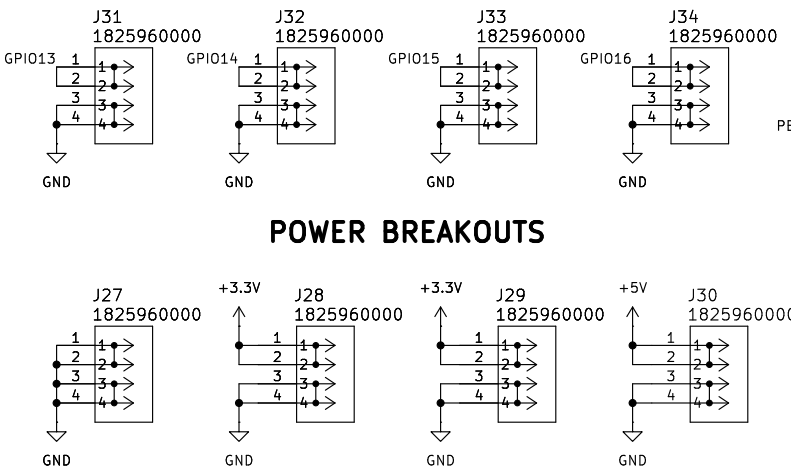 J31
1825960000
GPIO13
1 1
2 2
3 3
4 4
GND
J32
1825960000
GPIO14
1 1
2 2
3 3
4 4
GND
J33
1825960000
GPIO15
1 1
2 2
3 3
4 4
GND
J34
1825960000
GPIO16
1 1
2 2
3 3
4 4
GND
POWER BREAKOUTS
J27
1825960000
1 1
2 2
3 3
4 4
GND
+3.3V
J28
1825960000
1 1
2 2
3 3
4 4
GND
+3.3V
J29
1825960000
1 1
2 2
3 3
4 4
GND
+5V
J30
1825960000
1 1
2 2
3 3
4 4
GND